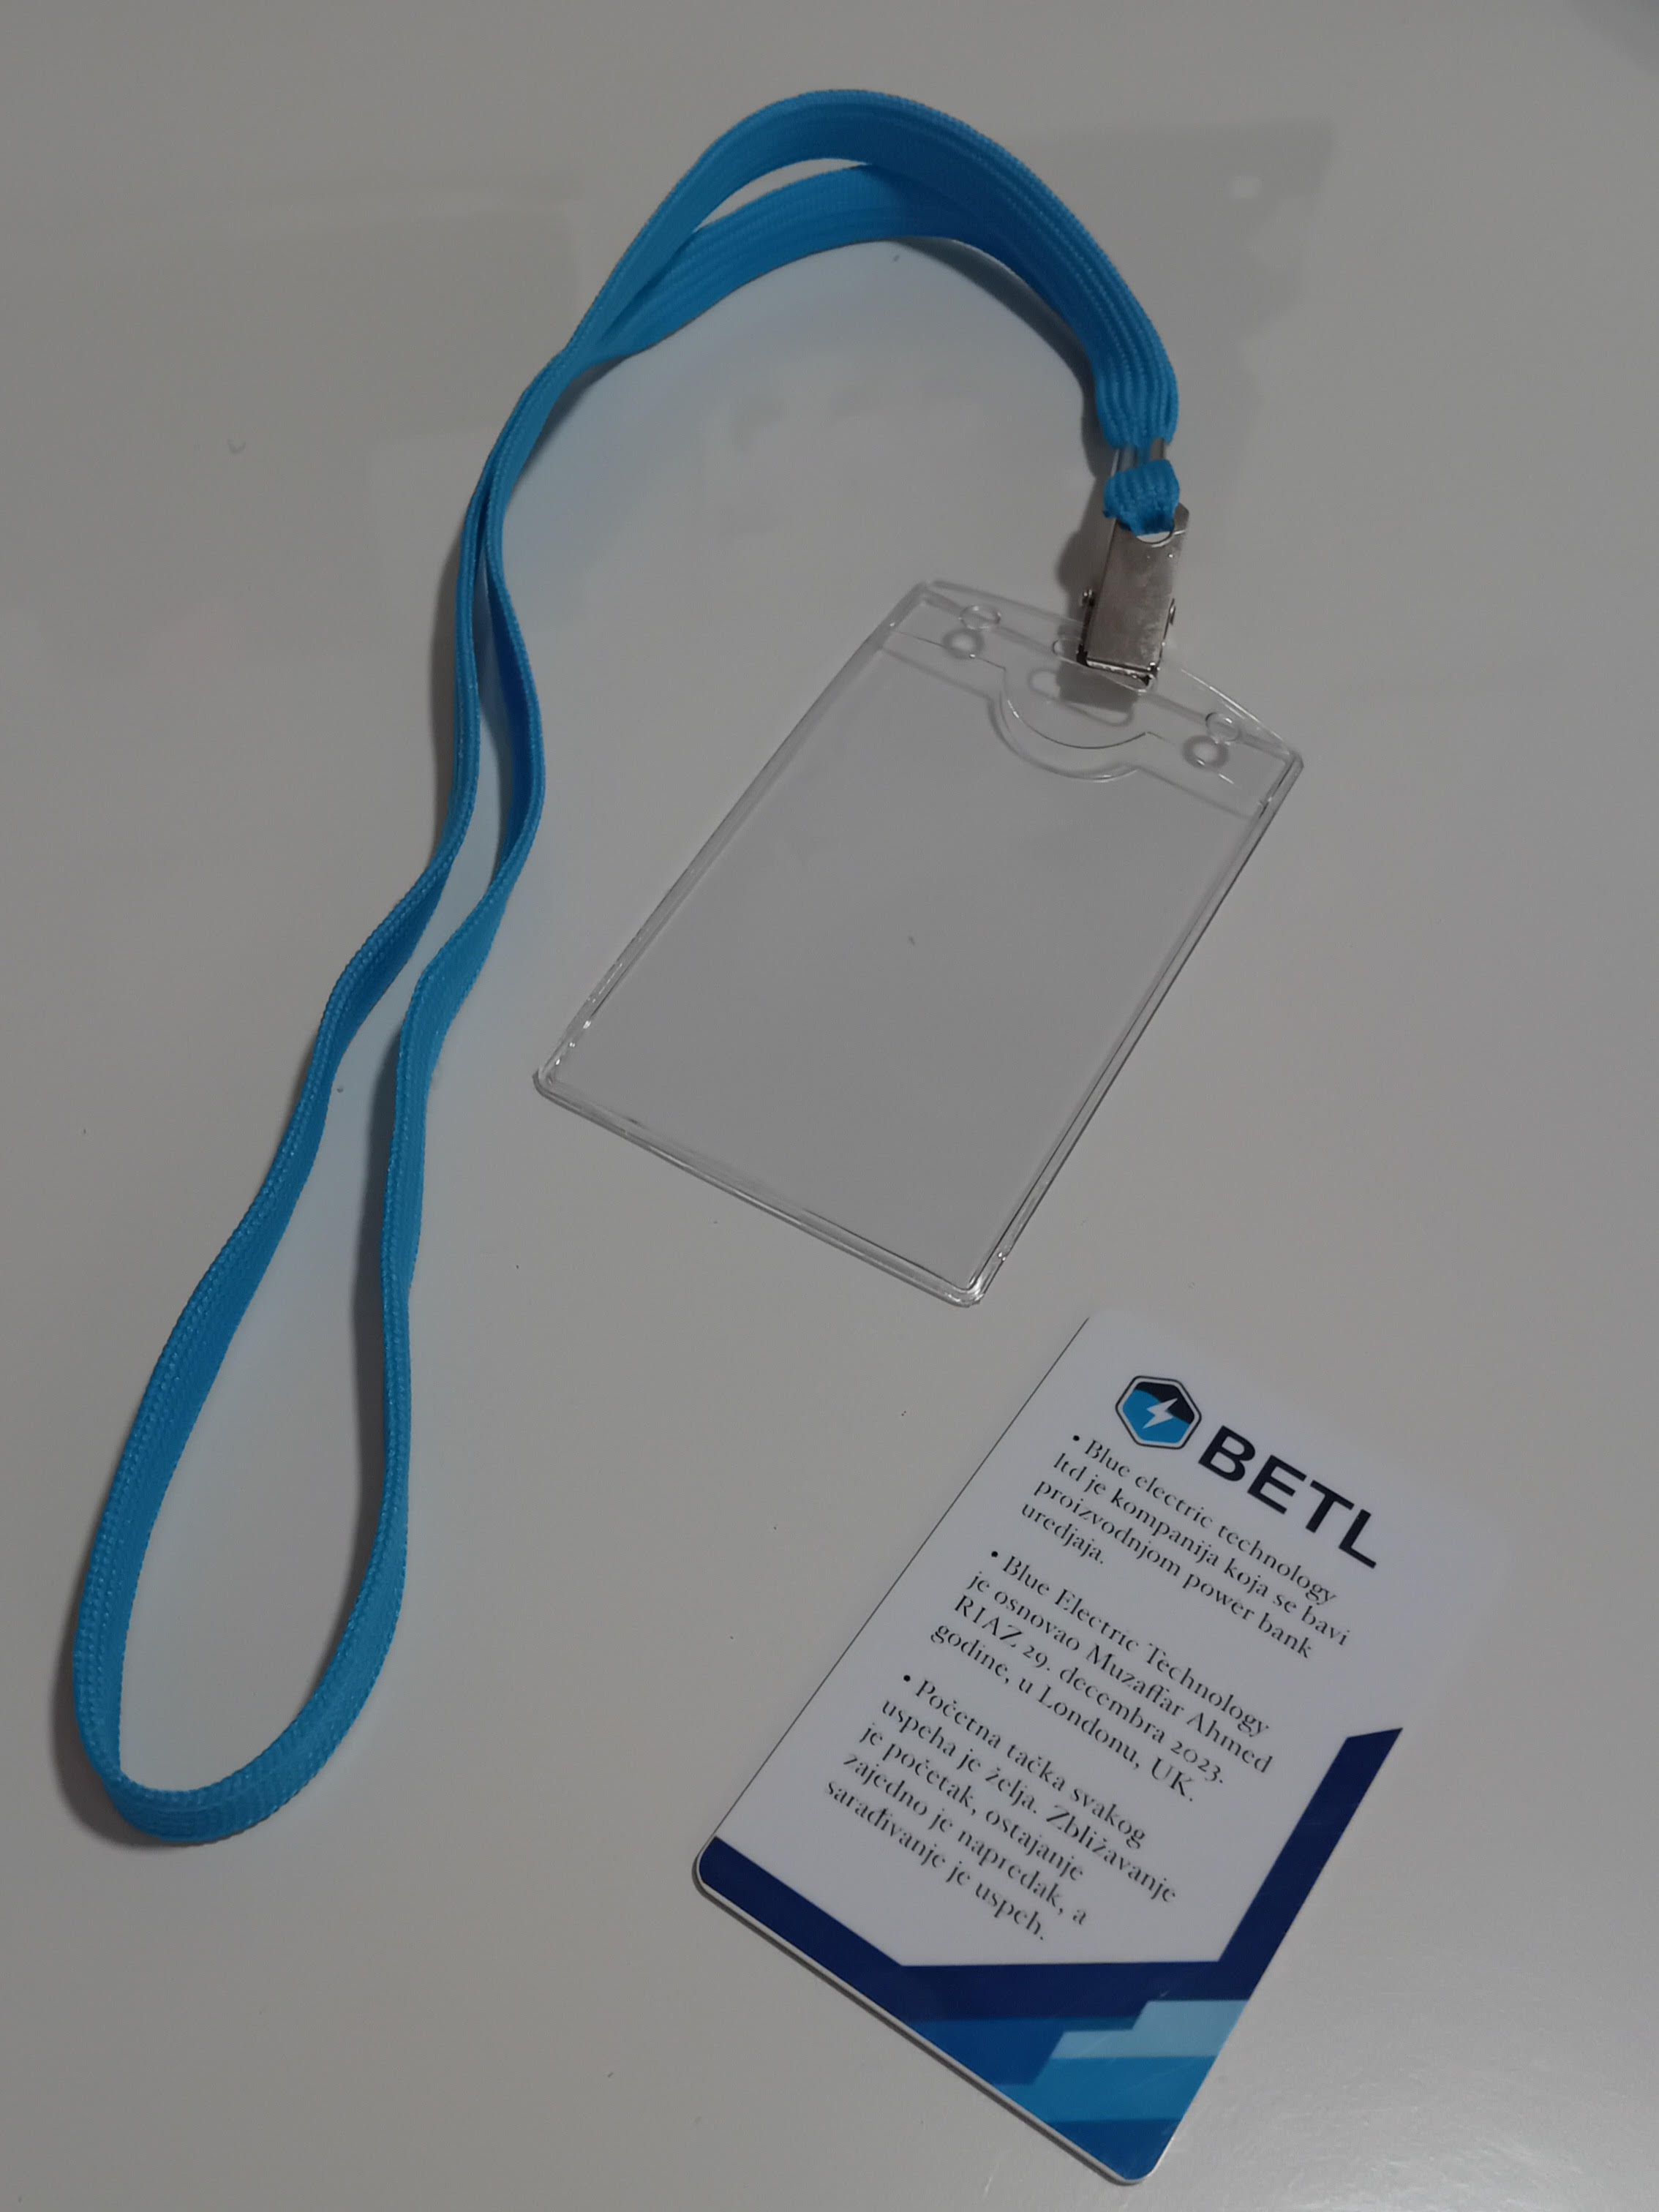 BETL
• Blue electric technology
ltd je kompanija koja se bavi
proizvodnjom power bank
uredjaja.
• Blue Electric Technology
je osnovao Muzaffar Ahmed
RIAZ 29. decembra 2023.
godine, u Londonu, UK.
• Početna tačka svakog
uspeha je želja. Zbližavanje
je početak, ostajanje
zajedno je napredak, a
sarađivanje je uspeh.